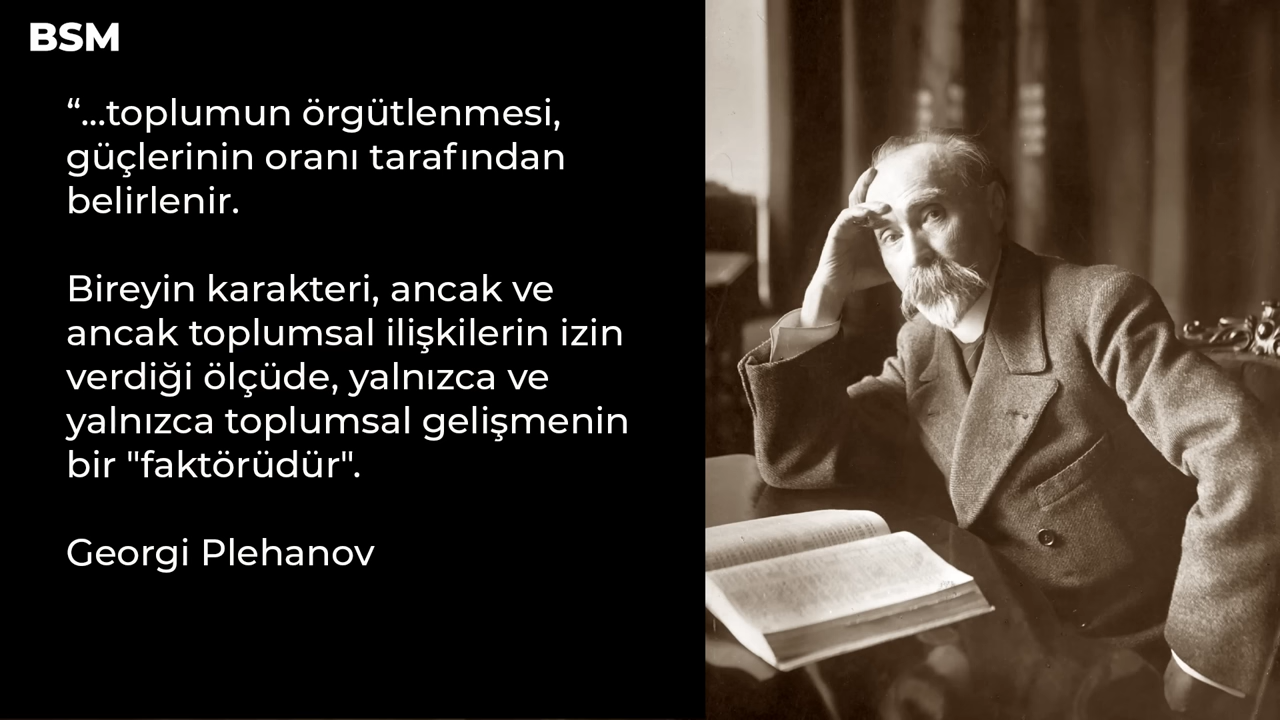 BSM
“...toplumun örgütlenmesi,
güçlerinin oranı tarafından
belirlenir.
Bireyin karakteri, ancak ve
ancak toplumsal ilişkilerin izin
verdiği ölçüde, yalnızca ve
yalnızca toplumsal gelişmenin
bir "faktörüdür".
Georgi Plehanov